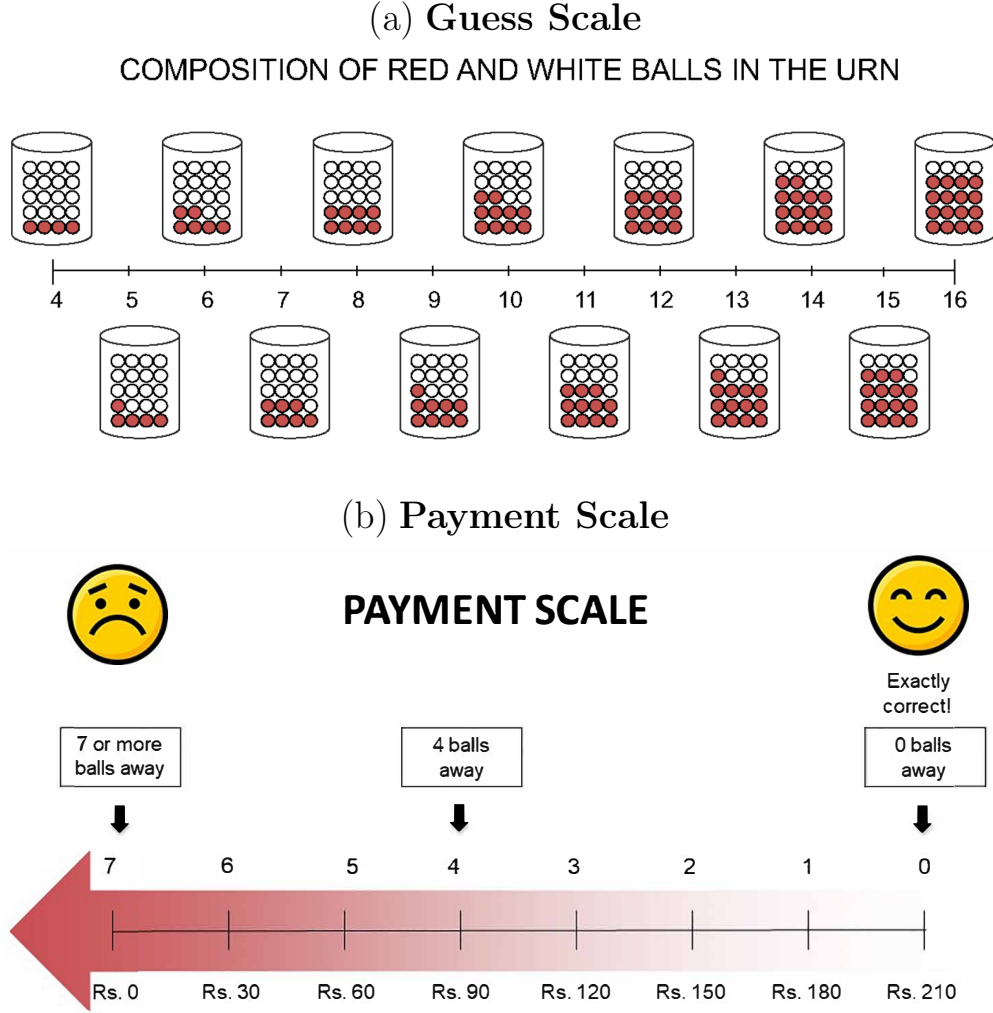 (a) Guess Scale
COMPOSITION OF RED AND WHITE BALLS IN THE URN
4 5 6 7 8 9 10 11 12 13 14 15 16
(b) Payment Scale
PAYMENT SCALE
Exactly
correct!
7 or more
balls away
4 balls
away
0 balls
away
7 6 5 4 3 2 1 0
Rs. 0 Rs. 30 Rs. 60 Rs. 90 Rs. 120 Rs. 150 Rs. 180 Rs. 210